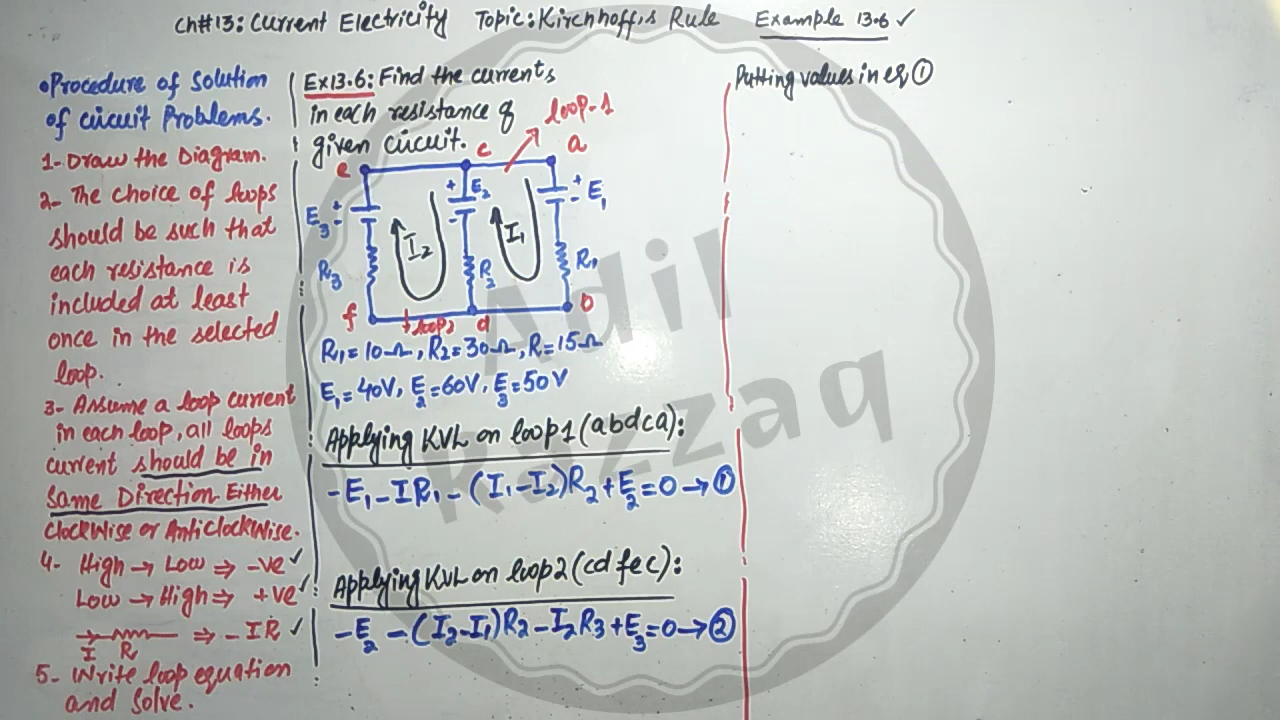 Ch#13: Current Electricity Topic: Kirchhoff,s Rule Example 13.6 ✓
•Procedure of Solution
of circuit Problems.
1- Draw the Diagram.
2- The choice of loops
should be such that
each resistance is
included at least
once in the selected
loop.
3- Assume a loop current
in each loop, all loops
current should be in
Same Direction Either
Clockwise or AntiClockwise.
4- High → Low ⇒ -ve ✓
Low → High ⇒ +ve ✓
I R ⇒ - IR ✓
5- Write loop equation
and Solve.
Ex13.6: Find the currents
in each resistance of
given circuit.
loop-1
e c a
E3 + - + E2 - + - E1
I2 I1
R3 R2 R1
f loop2 d b
R1 = 10Ω, R2 = 30Ω, R = 15Ω
E1 = 40V, E2 = 60V, E3 = 50V
Applying KVL on loop1 (abdca):
-E1 - IR1 - (I1 - I2)R2 + E2 = 0 → ①
Applying KVL on loop2 (cdfec):
-E2 - (I2 - I1)R2 - I2R3 + E3 = 0 → ②
Putting values in eq ①
Adil
Razzaq